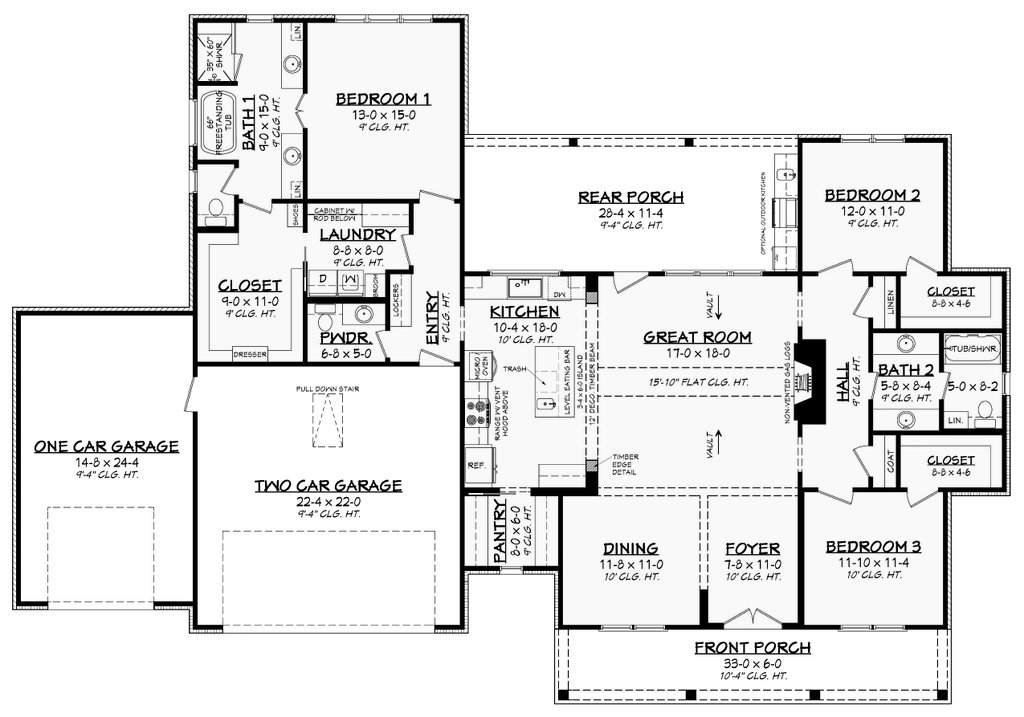 LIN.
35" X 60"
SHWR.
66"
FREESTANDING
TUB
BATH 1
9-0 x 15-0
9' CLG. HT.
LIN.
BEDROOM 1
13-0 x 15-0
9' CLG. HT.
SHOES
CABINET W/
ROD BELOW
LAUNDRY
8-8 x 8-0
9' CLG. HT.
D
W
BROOM
LOCKERS
CLOSET
9-0 x 11-0
9' CLG. HT.
DRESSER
PWDR.
6-8 x 5-0
ENTRY
9' CLG. HT.
REAR PORCH
28-4 x 11-4
9'-4" CLG. HT.
OPTIONAL OUTDOOR KITCHEN
BEDROOM 2
12-0 x 11-0
9' CLG. HT.
KITCHEN
10-4 x 18-0
10' CLG. HT.
DW
MICRO/
OVEN
TRASH
LEVEL EATING BAR
3-4 x 6-0 ISLAND
12" DECO. TIMBER BEAM
RANGE W/ VENT
HOOD ABOVE
REF.
TIMBER
EDGE
DETAIL
VAULT
GREAT ROOM
17-0 x 18-0
15'-10" FLAT CLG. HT.
VAULT
NON-VENTED GAS LOGS
HALL
9' CLG. HT.
LINEN
CLOSET
8-8 x 4-6
BATH 2
5-8 x 8-4
9' CLG. HT.
TUB/SHWR.
5-0 x 8-2
LIN.
COAT
CLOSET
8-8 x 4-6
PULL DOWN STAIR
ONE CAR GARAGE
14-8 x 24-4
9'-4" CLG. HT.
TWO CAR GARAGE
22-4 x 22-0
9'-4" CLG. HT.
PANTRY
8-0 x 6-0
9' CLG. HT.
DINING
11-8 x 11-0
10' CLG. HT.
FOYER
7-8 x 11-0
10' CLG. HT.
BEDROOM 3
11-10 x 11-4
10' CLG. HT.
FRONT PORCH
33-0 x 6-0
10'-4" CLG. HT.